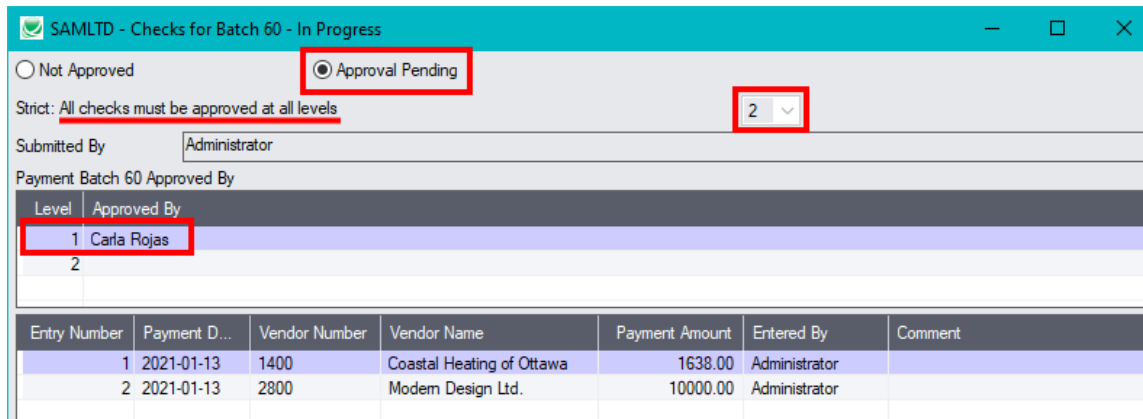 SAMLTD - Checks for Batch 60 - In Progress
Not Approved Approval Pending
Strict: All checks must be approved at all levels 2
Submitted By Administrator
Payment Batch 60 Approved By
Level Approved By
1 Carla Rojas
2
Entry Number Payment D... Vendor Number Vendor Name Payment Amount Entered By Comment
1 2021-01-13 1400 Coastal Heating of Ottawa 1638.00 Administrator
2 2021-01-13 2800 Modern Design Ltd. 10000.00 Administrator